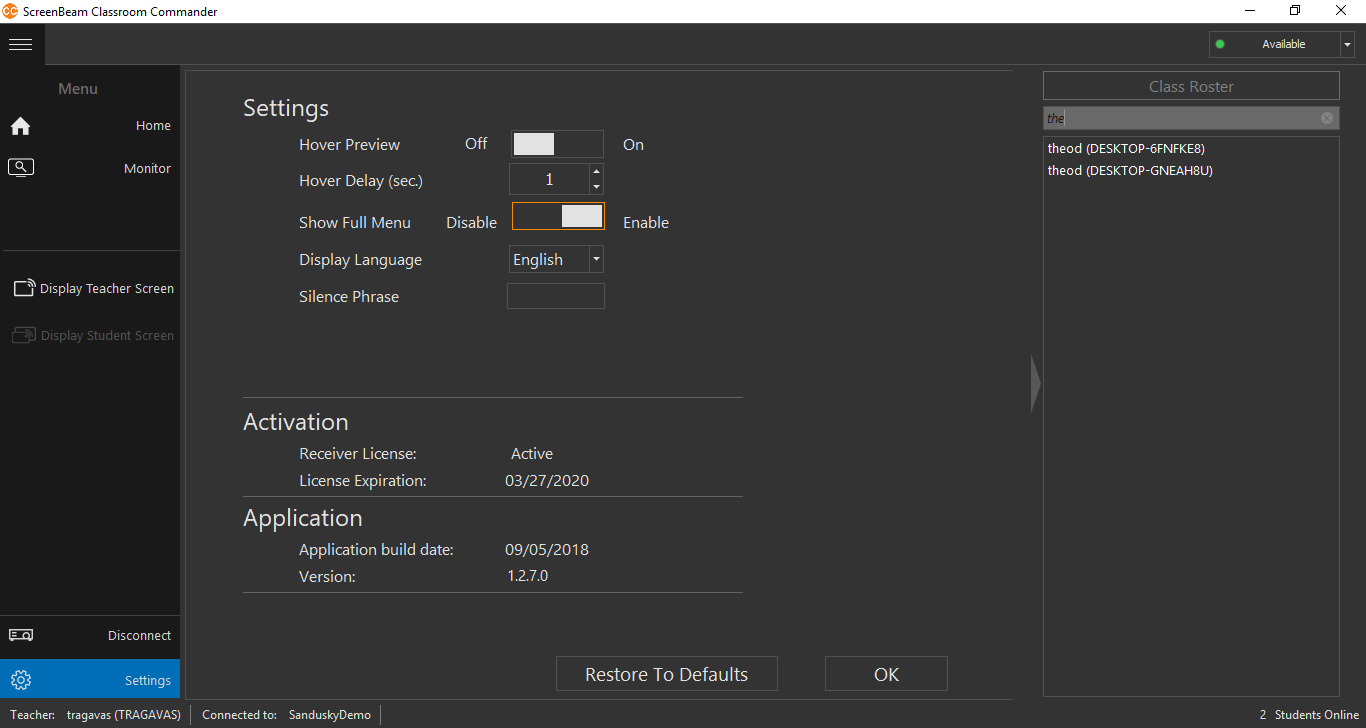 ScreenBeam Classroom Commander
Available
Menu
Home
Monitor
Display Teacher Screen
Display Student Screen
Disconnect
Settings
Settings
Hover Preview Off On
Hover Delay (sec.) 1
Show Full Menu Disable Enable
Display Language English
Silence Phrase
Activation
Receiver License: Active
License Expiration: 03/27/2020
Application
Application build date: 09/05/2018
Version: 1.2.7.0
Restore To Defaults OK
Class Roster
the
theod (DESKTOP-6FNFKE8)
theod (DESKTOP-GNEAH8U)
Teacher: tragavas (TRAGAVAS) Connected to: SanduskyDemo 2 Students Online